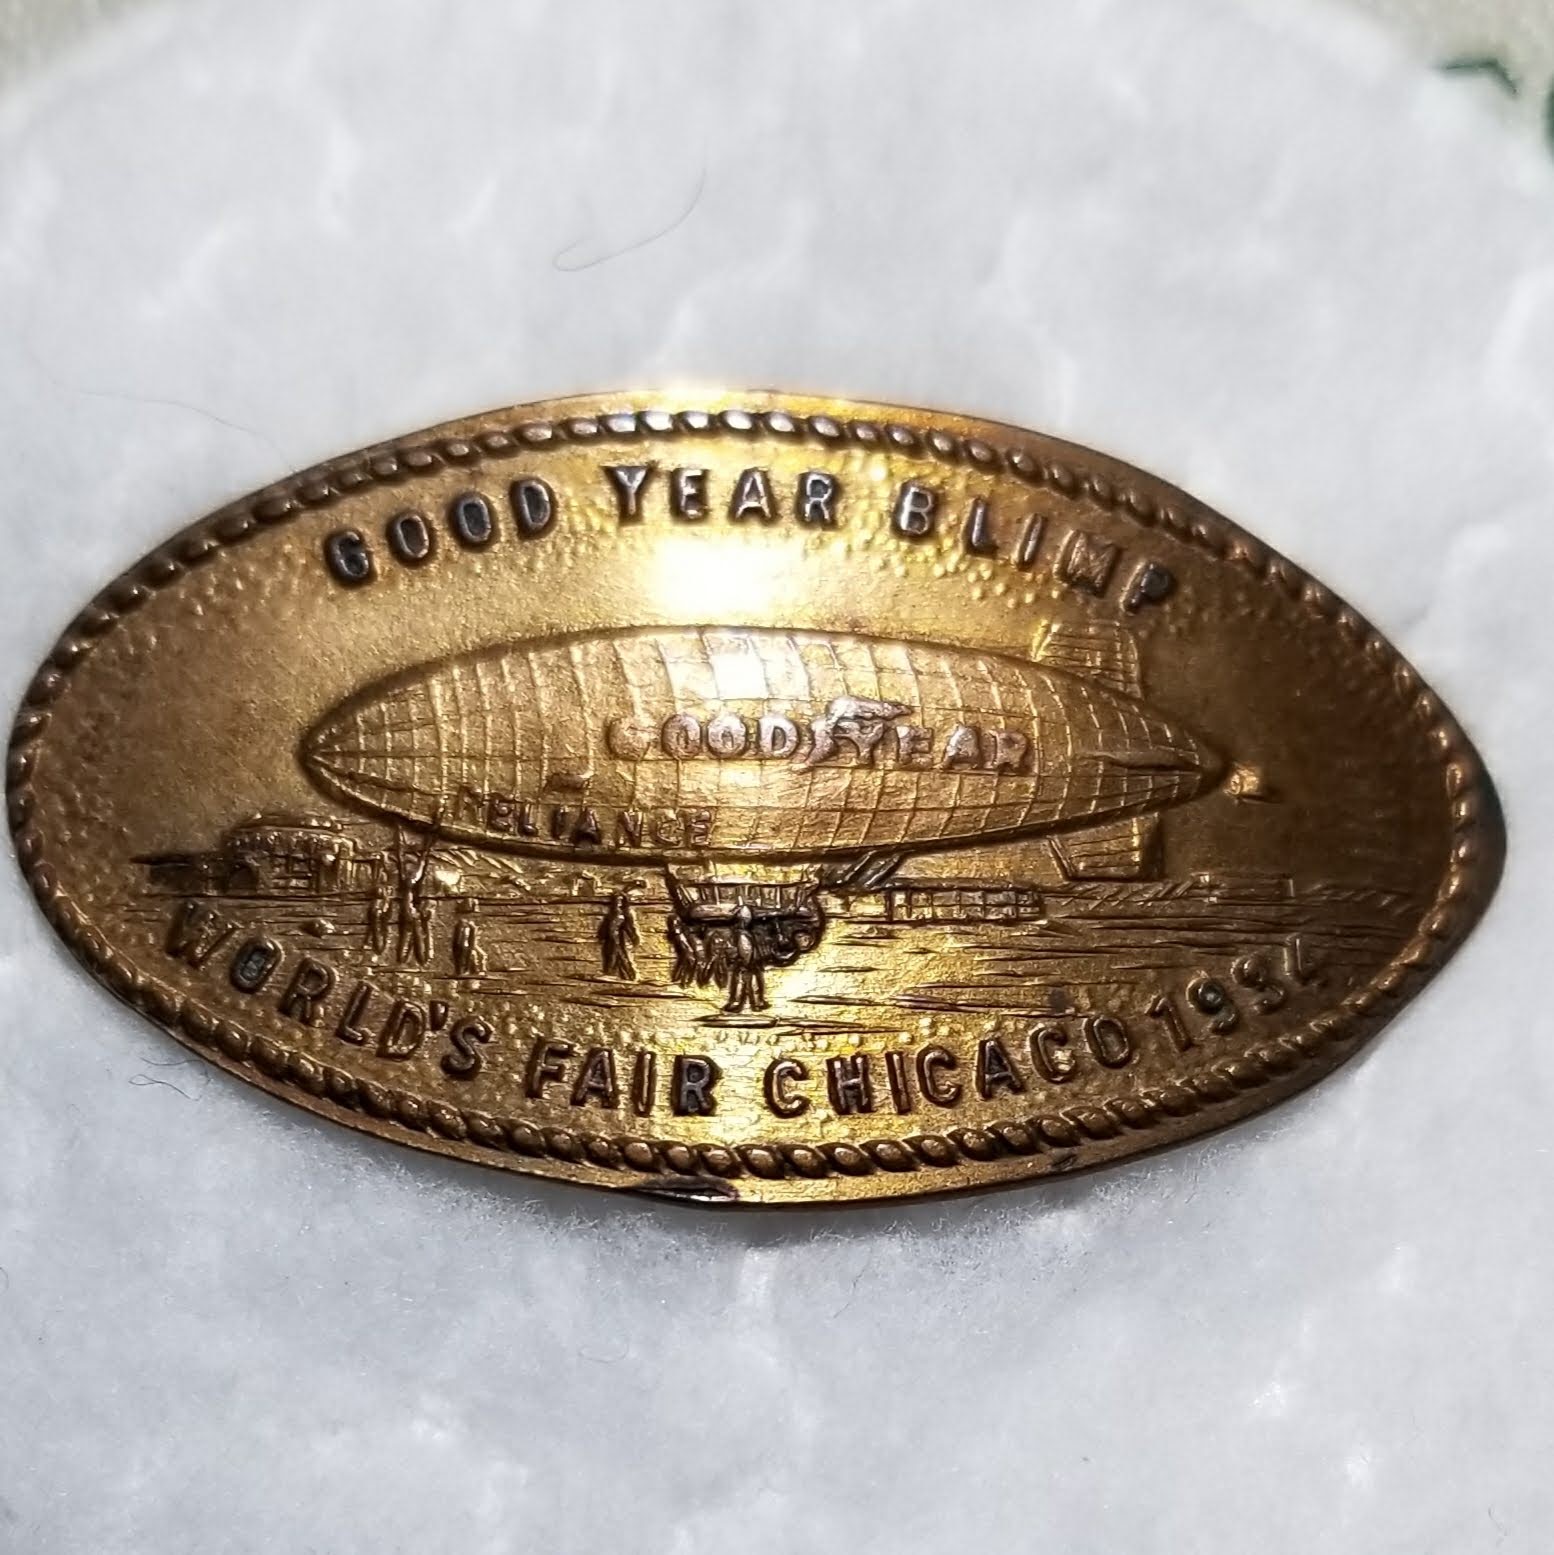 GOOD YEAR BLIMP
GOODYEAR
RELIANCE
WORLD'S FAIR CHICAGO 1934